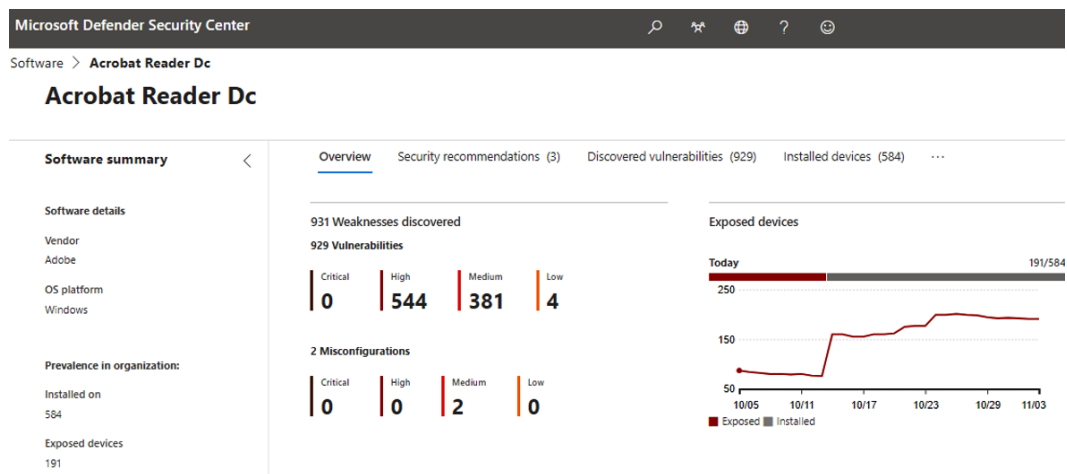 Microsoft Defender Security Center
Software > Acrobat Reader Dc
Acrobat Reader Dc
Software summary
Software details
Vendor
Adobe
OS platform
Windows
Prevalence in organization:
Installed on
584
Exposed devices
191
Overview Security recommendations (3) Discovered vulnerabilities (929) Installed devices (584) ...
931 Weaknesses discovered
929 Vulnerabilities
Critical High Medium Low
0 544 381 4
2 Misconfigurations
Critical High Medium Low
0 0 2 0
Exposed devices
Today 191/584
250
150
50
10/05 10/11 10/17 10/23 10/29 11/03
Exposed Installed